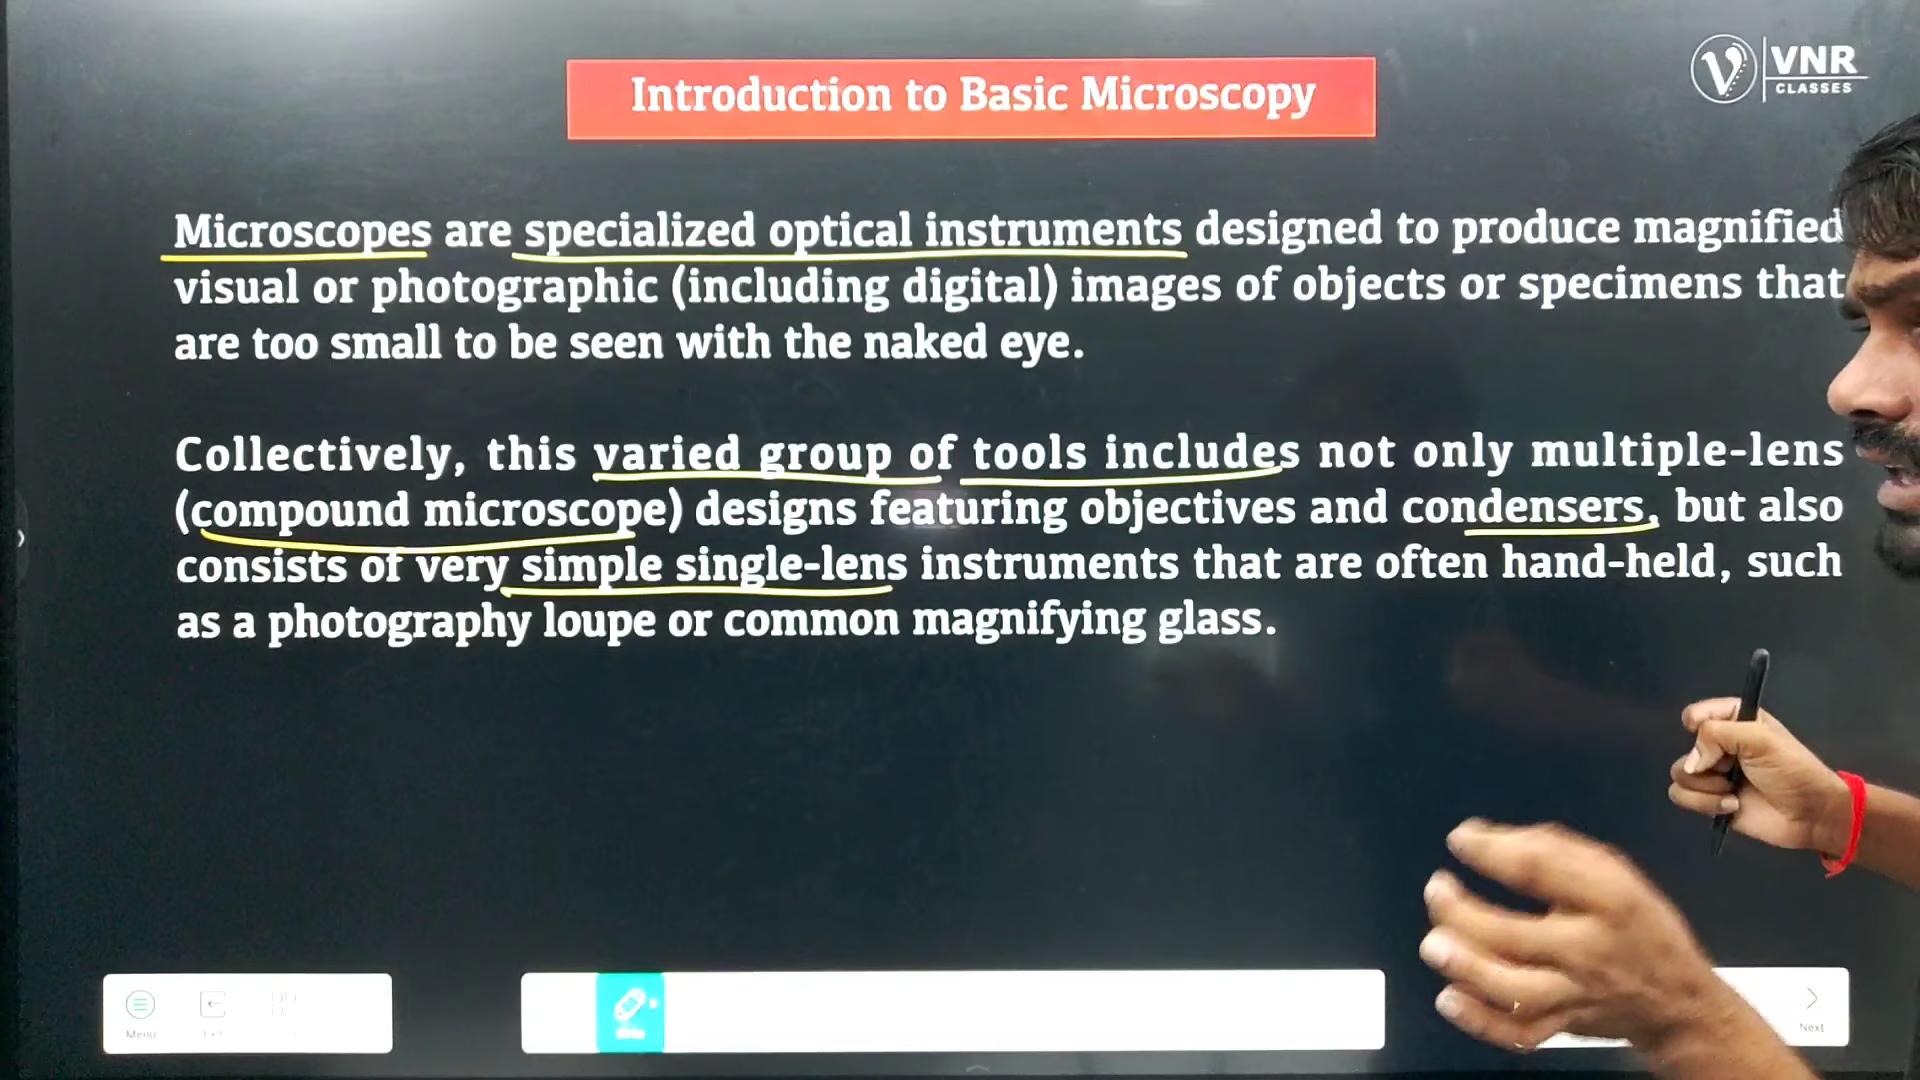 VNR
CLASSES
Introduction to Basic Microscopy
Microscopes are specialized optical instruments designed to produce magnified
visual or photographic (including digital) images of objects or specimens that
are too small to be seen with the naked eye.
Collectively, this varied group of tools includes not only multiple-lens
(compound microscope) designs featuring objectives and condensers, but also
consists of very simple single-lens instruments that are often hand-held, such
as a photography loupe or common magnifying glass.
Menu
Next